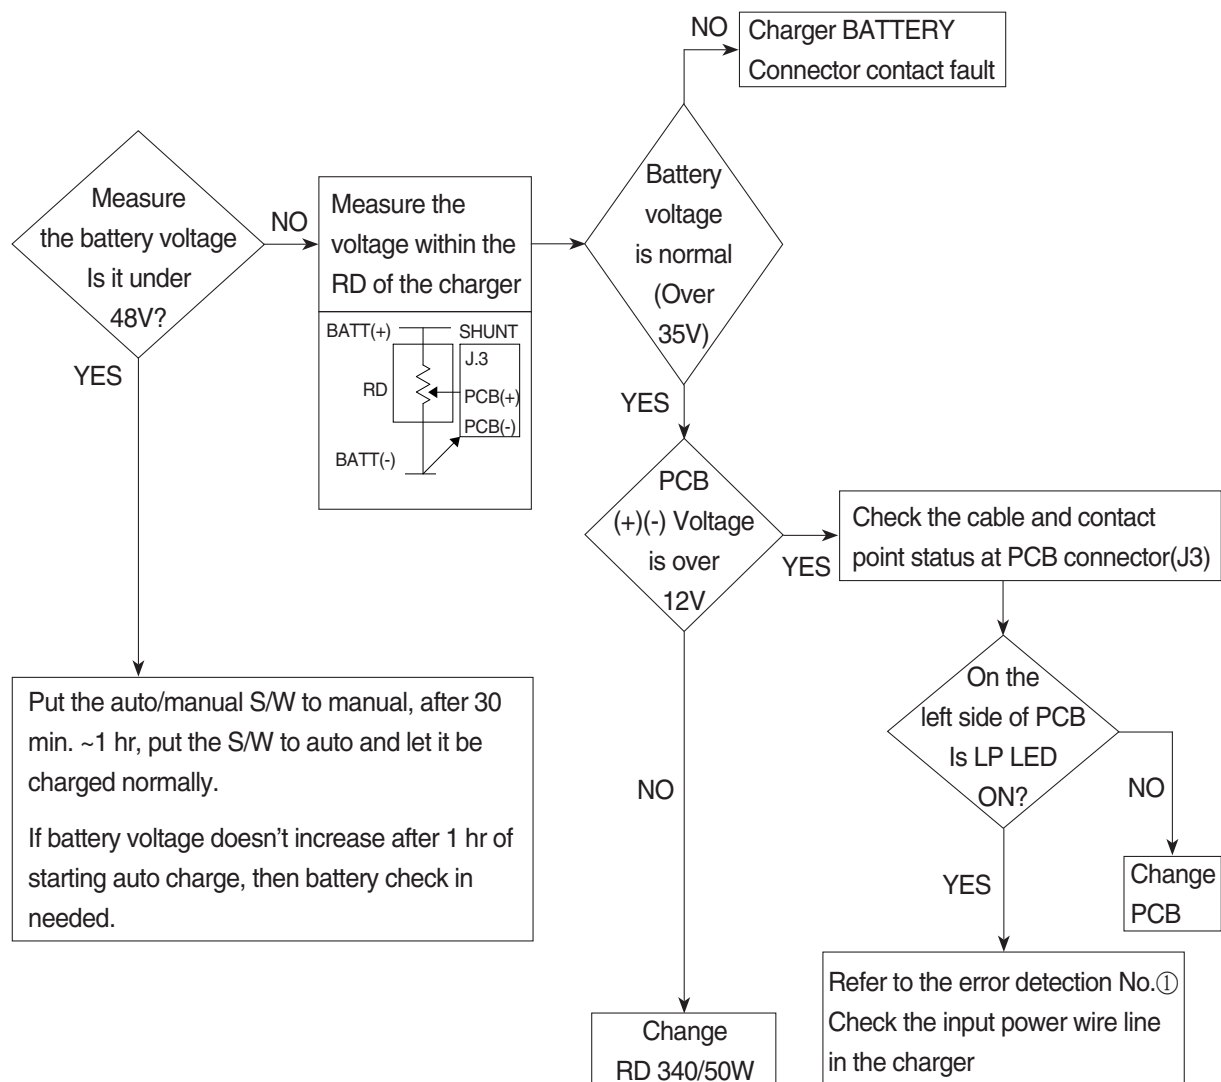 NO
Charger BATTERY
Connector contact fault
Measure
the battery voltage
Is it under
48V?
NO
YES
Measure the
voltage within the
RD of the charger
BATT(+)
SHUNT
J.3
RD
PCB(+)
PCB(-)
BATT(-)
Battery
voltage
is normal
(Over
35V)
YES
PCB
(+)(-) Voltage
is over
12V
YES
Check the cable and contact
point status at PCB connector(J3)
On the
left side of PCB
Is LP LED
ON?
NO
Change
PCB
YES
Refer to the error detection No.①
Check the input power wire line
in the charger
NO
Change
RD 340/50W
Put the auto/manual S/W to manual, after 30
min. ~1 hr, put the S/W to auto and let it be
charged normally.
If battery voltage doesn’t increase after 1 hr of
starting auto charge, then battery check in
needed.